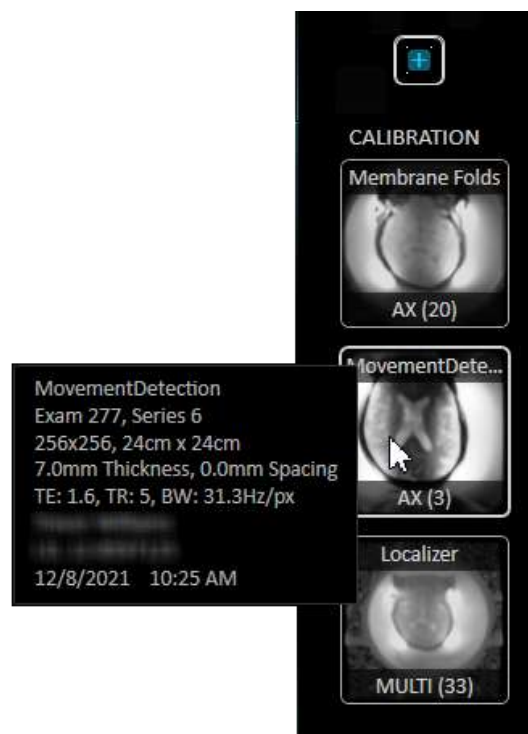 CALIBRATION
Membrane Folds
AX (20)
MovementDete...
AX (3)
MovementDetection
Exam 277, Series 6
256x256, 24cm x 24cm
7.0mm Thickness, 0.0mm Spacing
TE: 1.6, TR: 5, BW: 31.3Hz/px
12/8/2021 10:25 AM
Localizer
MULTI (33)